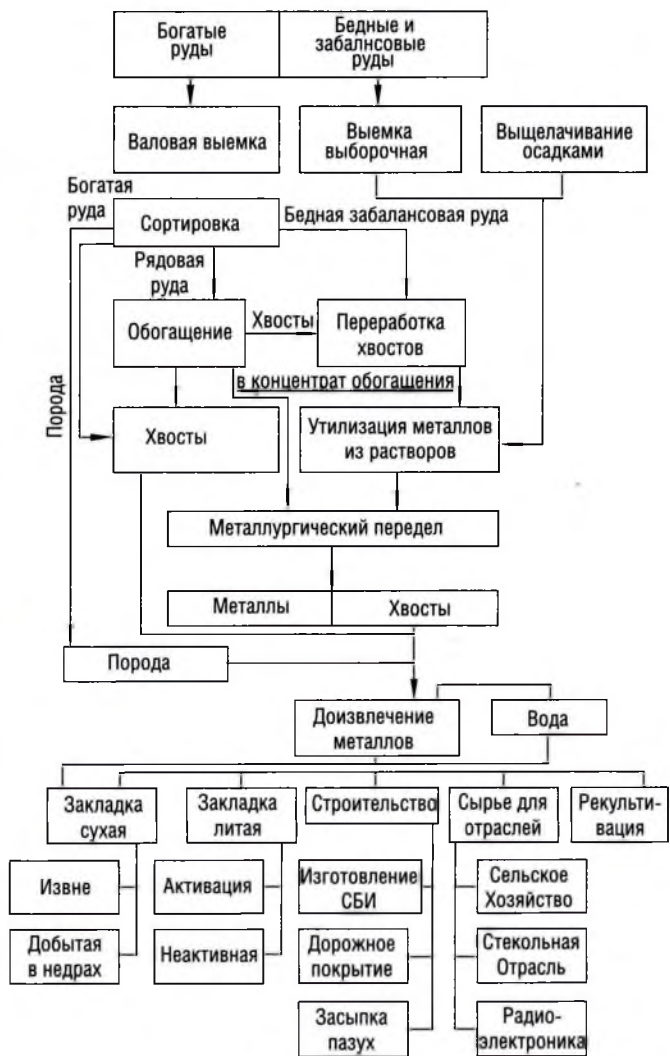 Богатые
руды
Бедные и
забалнсовые
руды
Валовая выемка
Выемка
выборочная
Выщелачивание
осадками
Богатая
руда
Сортировка
Бедная забалансовая руда
Рядовая
руда
Обогащение
Хвосты
Переработка
хвостов
в концентрат обогащения
Порода
Хвосты
Утилизация металлов
из растворов
Металлургический передел
Металлы
Хвосты
Порода
Доизвлечение
металлов
Вода
Закладка
сухая
Закладка
литая
Строительство
Сырье для
отраслей
Рекульти-
вация
Извне
Активация
Изготовление
СБИ
Сельское
Хозяйство
Добытая
в недрах
Неактивная
Дорожное
покрытие
Стекольная
Отрасль
Засыпка
пазух
Радио-
электроника